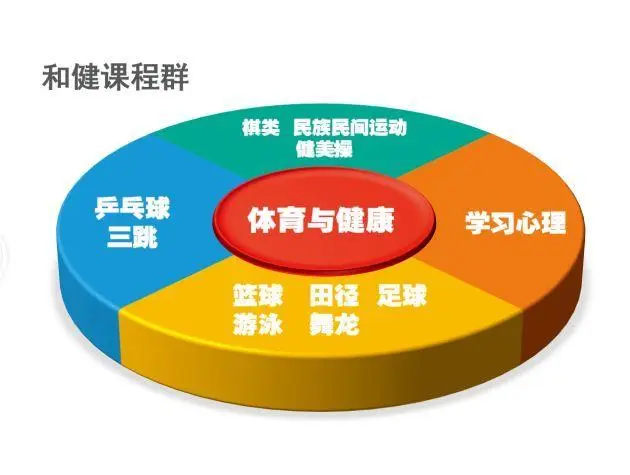 和健课程群
棋类 民族民间运动
健美操
乒乓球
三跳
体育与健康
学习心理
篮球 田径 足球
游泳 舞龙